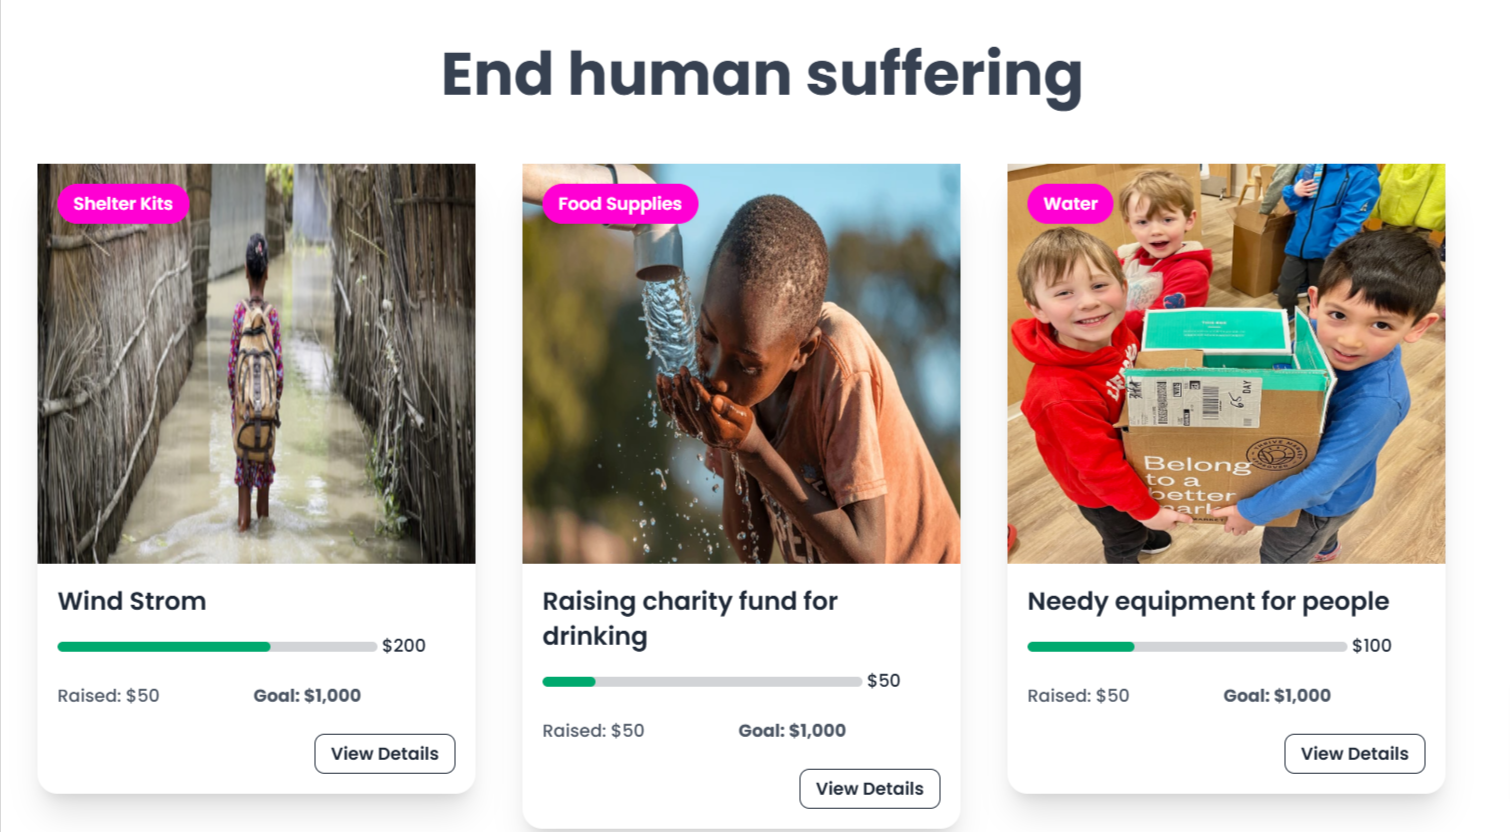 End human suffering
Shelter Kits
Food Supplies
Water
65 DAY
Belong
to a
better
Wind Strom
$200
Raised: $50 Goal: $1,000
View Details
Raising charity fund for
drinking
$50
Raised: $50 Goal: $1,000
View Details
Needy equipment for people
$100
Raised: $50 Goal: $1,000
View Details